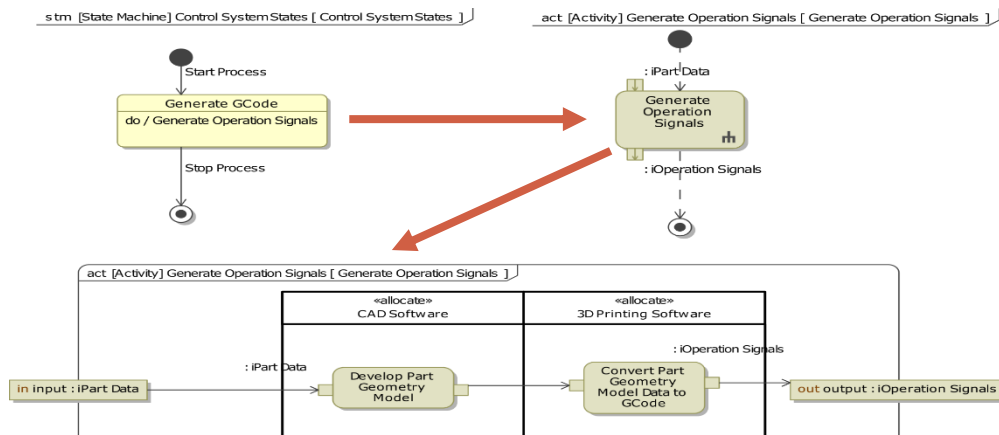 stm [State Machine] Control System States [ Control System States ]
Start Process
Generate GCode
do / Generate Operation Signals
Stop Process
act [Activity] Generate Operation Signals [ Generate Operation Signals ]
: iPart Data
Generate
Operation
Signals
: iOperation Signals
act [Activity] Generate Operation Signals [ Generate Operation Signals ]
«allocate»
CAD Software
«allocate»
3D Printing Software
in input : iPart Data
: iPart Data
Develop Part
Geometry
Model
: iOperation Signals
Convert Part
Geometry
Model Data to
GCode
out output : iOperation Signals